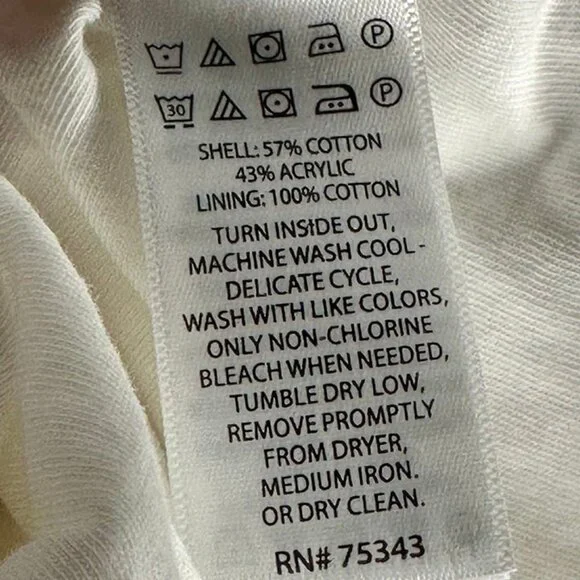 P
30 P
SHELL: 57% COTTON
43% ACRYLIC
LINING: 100% COTTON
TURN INSIDE OUT,
MACHINE WASH COOL -
DELICATE CYCLE,
WASH WITH LIKE COLORS,
ONLY NON-CHLORINE
BLEACH WHEN NEEDED,
TUMBLE DRY LOW,
REMOVE PROMPTLY
FROM DRYER,
MEDIUM IRON.
OR DRY CLEAN.
RN# 75343